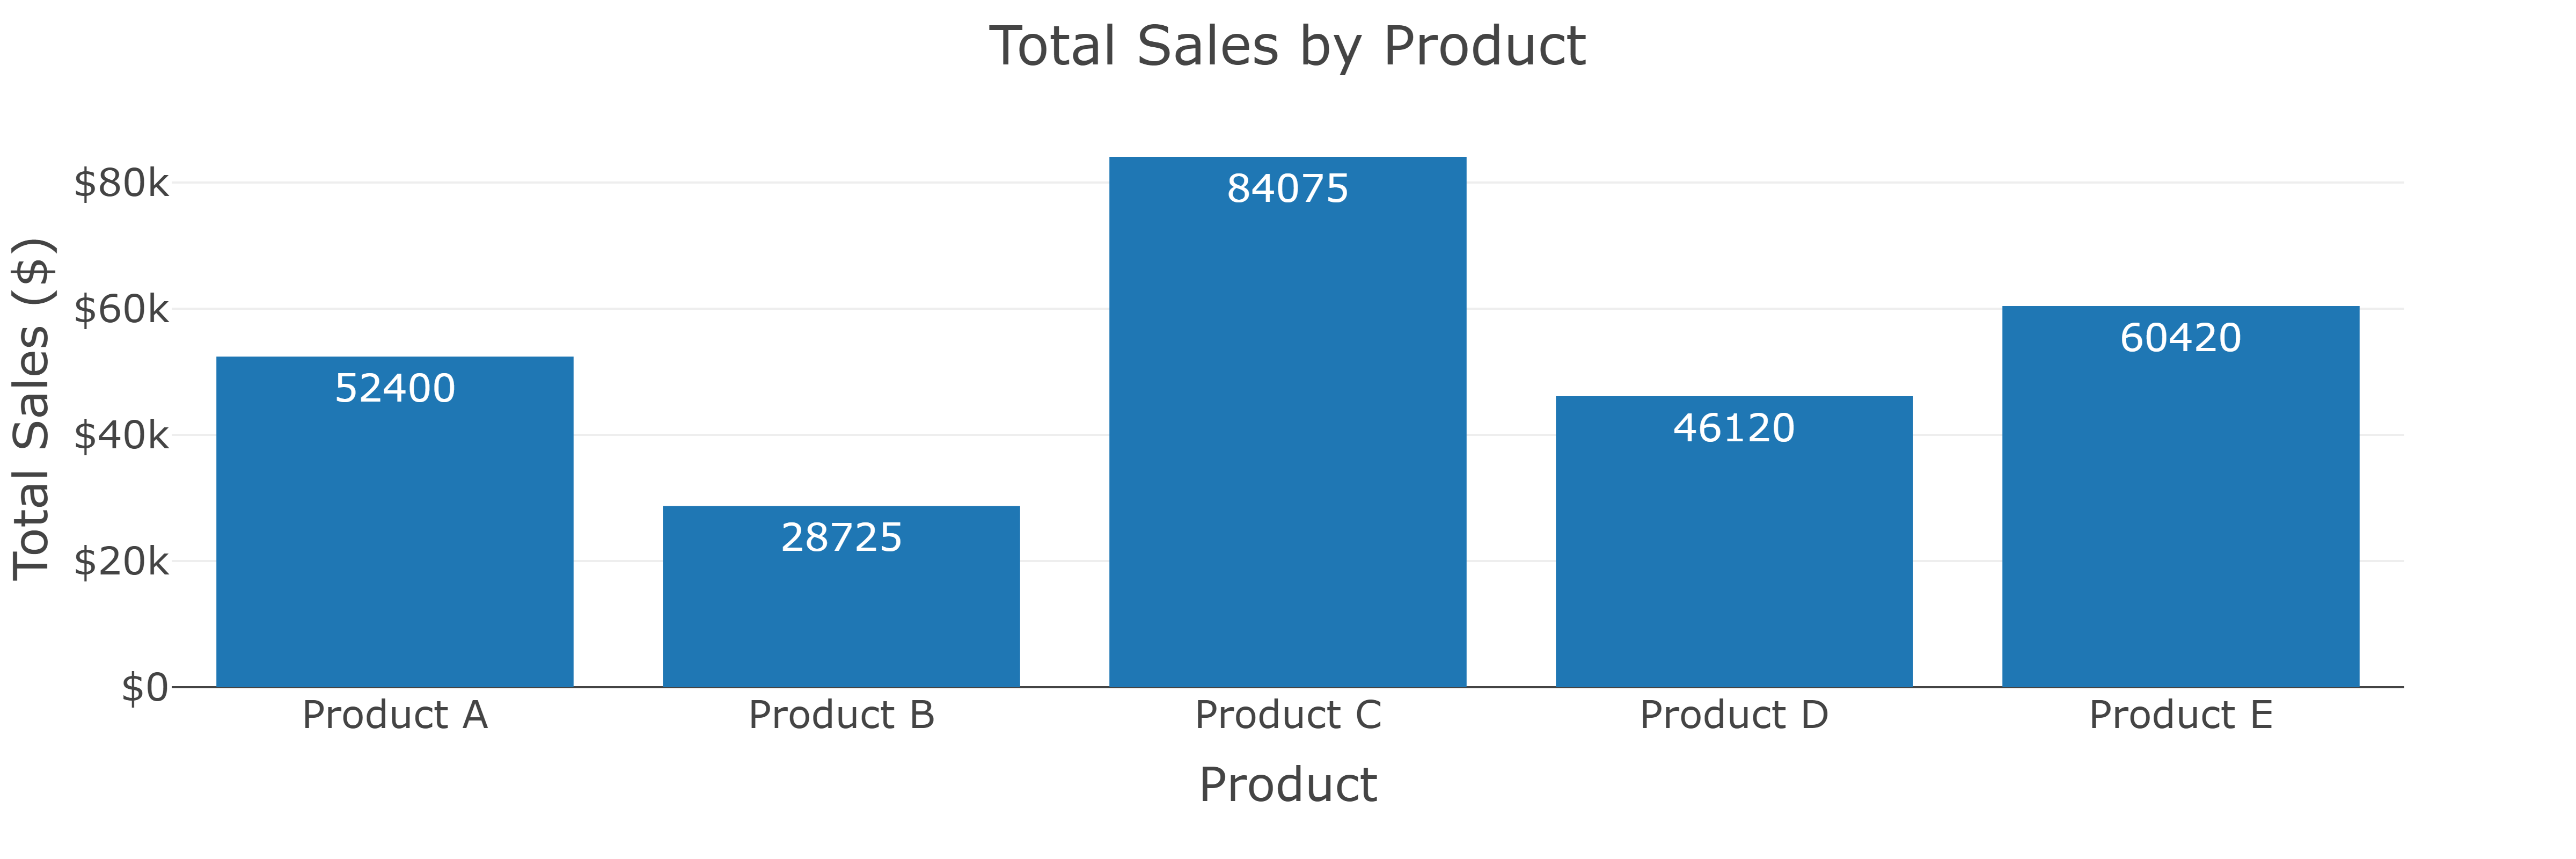 Total Sales by Product
Total Sales ($)
$80k
$60k
$40k
$20k
$0
52400
28725
84075
46120
60420
Product A
Product B
Product C
Product D
Product E
Product